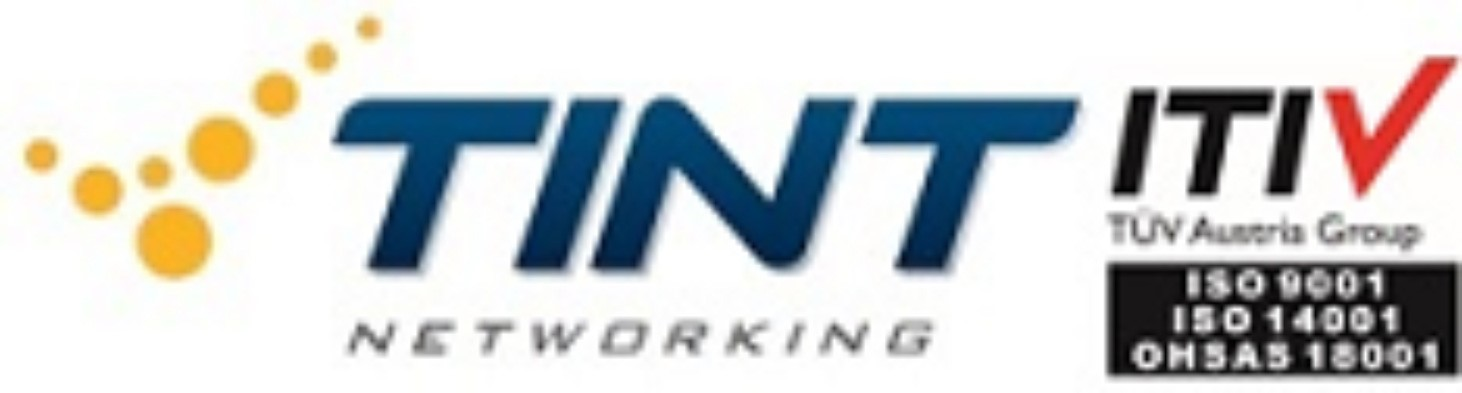 TINT
NETWORKING
ITIV
TÜV Austria Group
ISO 9001
ISO 14001
OHSAS 18001